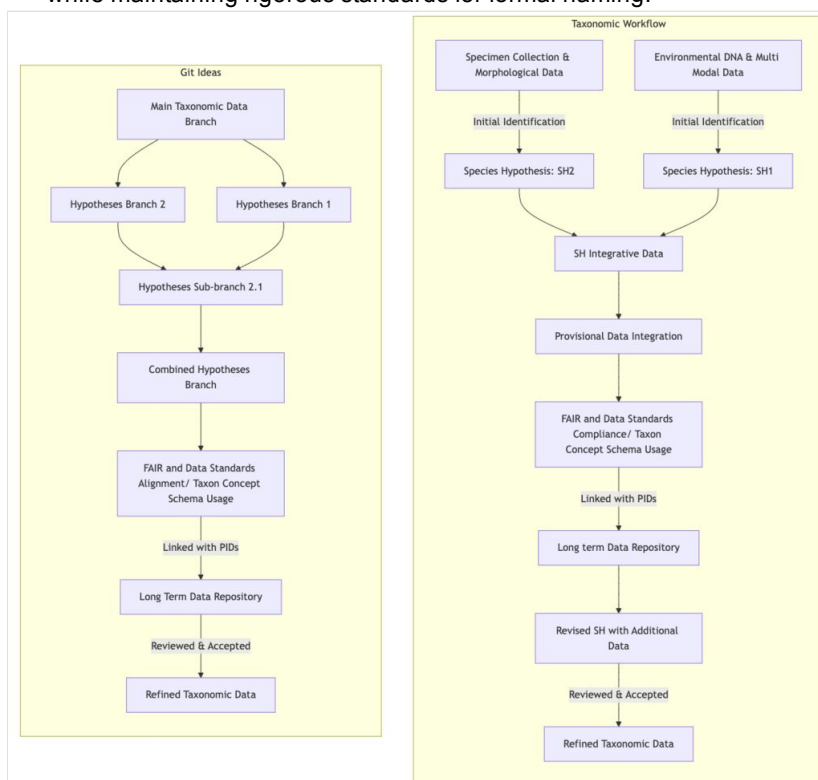 while maintaining rigorous standards for formal naming.
Git Ideas
Main Taxonomic Data
Branch
Hypotheses Branch 2
Hypotheses Branch 1
Hypotheses Sub-branch 2.1
Combined Hypotheses
Branch
FAIR and Data Standards
Alignment/ Taxon Concept
Schema Usage
Linked with PIDs
Long Term Data Repository
Reviewed & Accepted
Refined Taxonomic Data
Taxonomic Workflow
Specimen Collection &
Morphological Data
Environmental DNA & Multi
Modal Data
Initial Identification
Initial Identification
Species Hypothesis: SH2
Species Hypothesis: SH1
SH Integrative Data
Provisional Data Integration
FAIR and Data Standards
Compliance/ Taxon
Concept Schema Usage
Linked with PIDs
Long term Data Repository
Revised SH with Additional
Data
Reviewed & Accepted
Refined Taxonomic Data